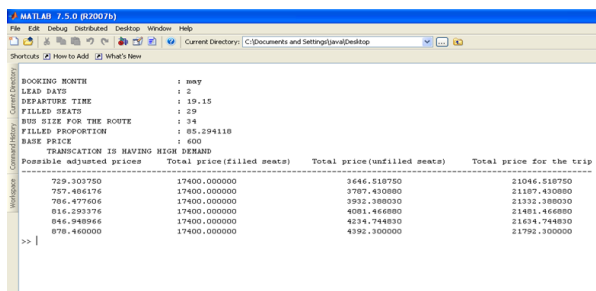 MATLAB 7.5.0 (R2007b)
File Edit Debug Distributed Desktop Window Help
Current Directory: C:\Documents and Settings\java\Desktop
Shortcuts How to Add What's New
Current Directory
Command History
Workspace
BOOKING MONTH : may
LEAD DAYS : 2
DEPARTURE TIME : 19.15
FILLED SEATS : 29
BUS SIZE FOR THE ROUTE : 34
FILLED PROPORTION : 85.294118
BASE PRICE : 600
TRANSCATION IS HAVING HIGH DEMAND
Possible adjusted prices Total price(filled seats) Total price(unfilled seats) Total price for the trip
729.303750 17400.000000 3646.518750 21046.518750
757.486176 17400.000000 3787.430880 21187.430880
786.477606 17400.000000 3932.388030 21332.388030
816.293376 17400.000000 4081.466880 21481.466880
846.948966 17400.000000 4234.744830 21634.744830
878.460000 17400.000000 4392.300000 21792.300000
>>